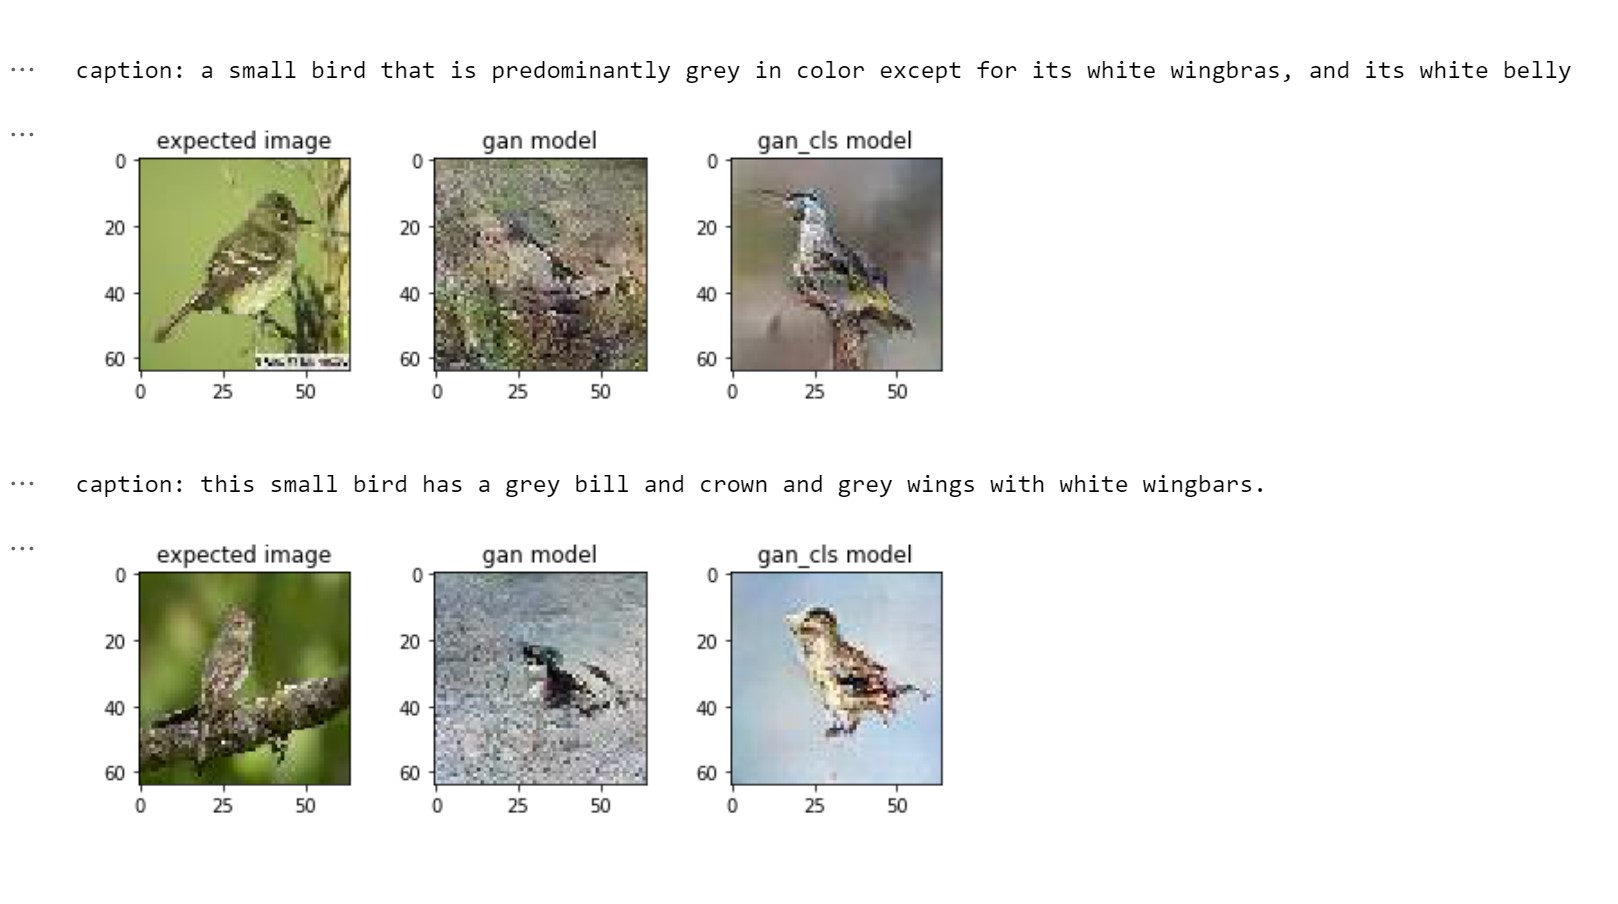 ... caption: a small bird that is predominantly grey in color except for its white wingbras, and its white belly
...
expected image gan model gan_cls model
0 0 0
20 20 20
40 40 40
60 60 60
0 25 50 0 25 50 0 25 50
... caption: this small bird has a grey bill and crown and grey wings with white wingbars.
...
expected image gan model gan_cls model
0 0 0
20 20 20
40 40 40
60 60 60
0 25 50 0 25 50 0 25 50